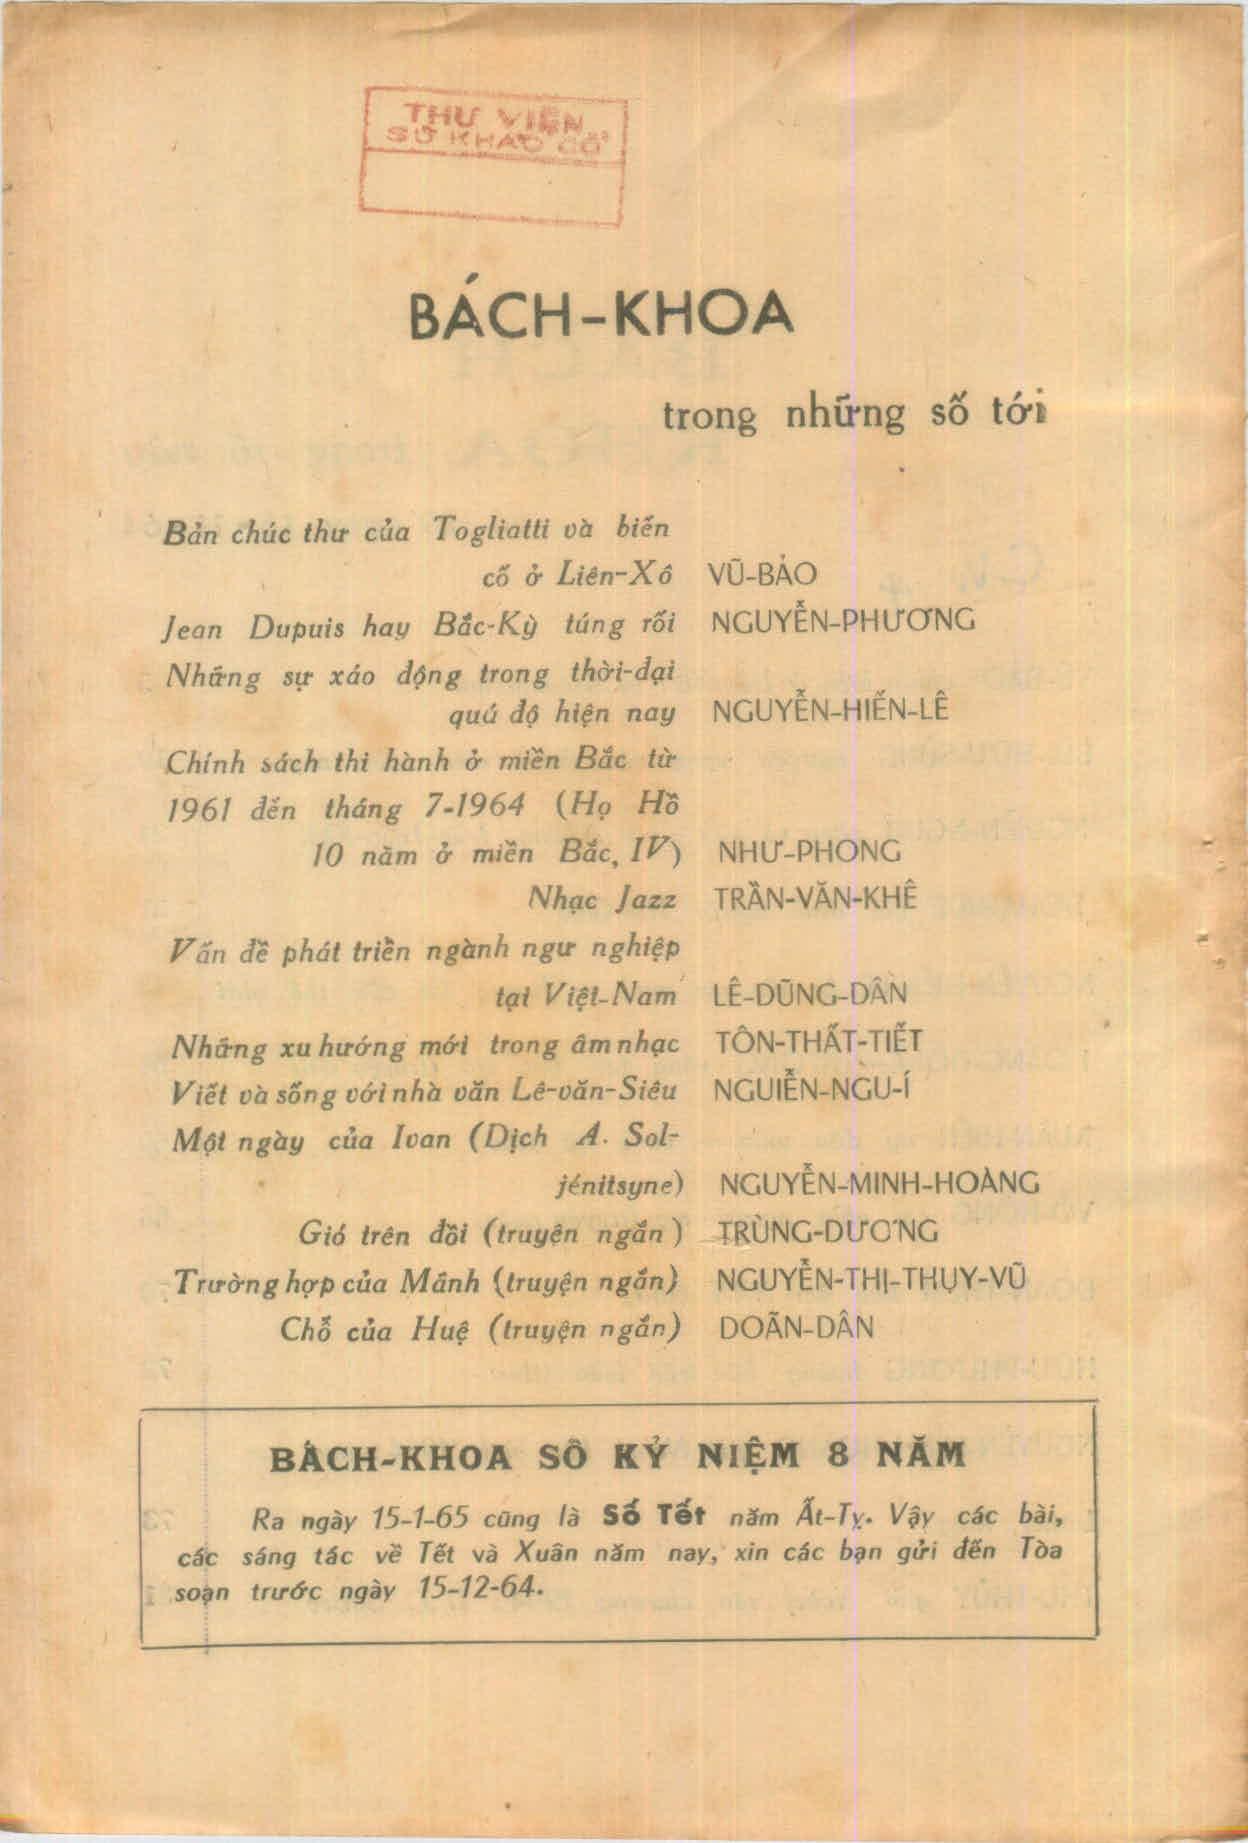 THƯ VIỆN
SỬ KHẢO CỔ
BÁCH-KHOA
trong những số tới
Bản chúc thư của Togliatti và biến
cố ở Liên-Xô VŨ-BẢO
Jean Dupuis hay Bắc-Kỳ túng rối NGUYỄN-PHƯƠNG
Những sự xáo động trong thời-đại
quá độ hiện nay NGUYỄN-HIẾN-LÊ
Chính sách thi hành ở miền Bắc từ
1961 đến tháng 7-1964 (Họ Hồ
10 năm ở miền Bắc, IV) NHƯ-PHONG
Nhạc Jazz TRẦN-VĂN-KHÊ
Vấn đề phát triển ngành ngư nghiệp
tại Việt-Nam LÊ-DŨNG-DÂN
Những xu hướng mới trong âm nhạc TÔN-THẤT-TIẾT
Viết và sống với nhà văn Lê-văn-Siêu NGUIỄN-NGU-Í
Một ngày của Ivan (Dịch A. Sol-
jénitsyne) NGUYỄN-MINH-HOÀNG
Gió trên đồi (truyện ngắn) TRÙNG-DƯƠNG
Trường hợp của Mãnh (truyện ngắn) NGUYỄN-THỊ-THỤY-VŨ
Chỗ của Huệ (truyện ngắn) DOÃN-DÂN
BÁCH-KHOA SỐ KỶ NIỆM 8 NĂM
Ra ngày 15-1-65 cũng là Số Tết năm Ất-Tỵ. Vậy các bài,
các sáng tác về Tết và Xuân năm nay, xin các bạn gửi đến Tòa
soạn trước ngày 15-12-64.